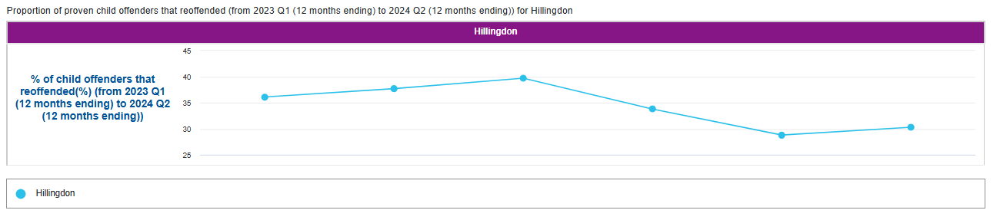 Proportion of proven child offenders that reoffended (from 2023 Q1 (12 months ending) to 2024 Q2 (12 months ending)) for Hillingdon
Hillingdon
% of child offenders that
reoffended(%) (from 2023 Q1
(12 months ending) to 2024 Q2
(12 months ending))
45
40
35
30
25
Hillingdon